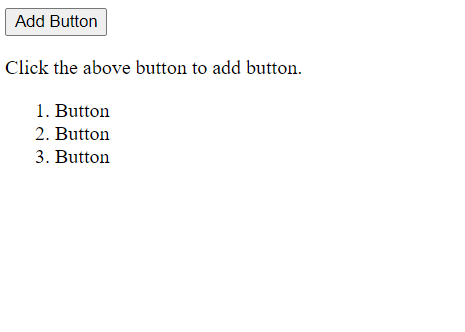 Add Button
Click the above button to add button.
1. Button
2. Button
3. Button